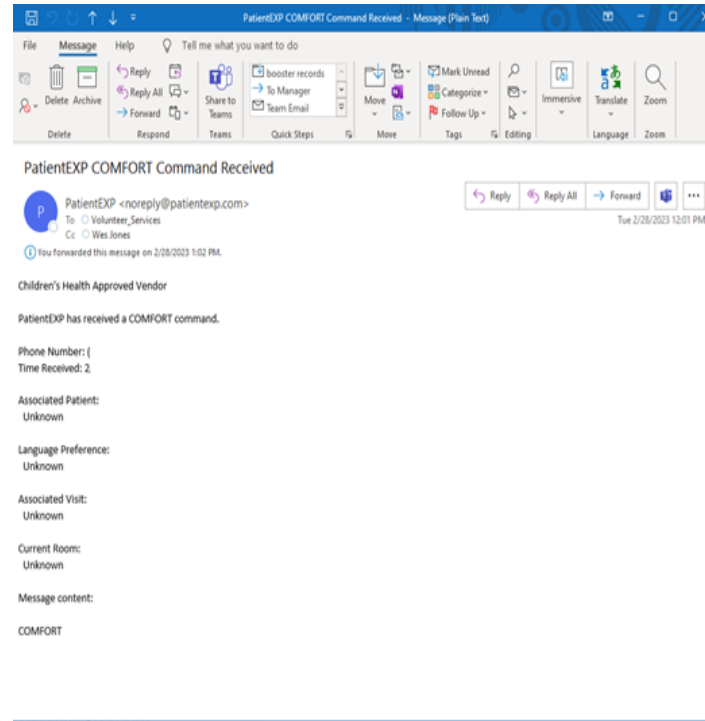 PatientEXP COMFORT Command Received - Message (Plain Text)
File Message Help Tell me what you want to do
Delete Archive
Reply
Reply All
Forward
Share to Teams
booster records
To Manager
Team Email
Move
Mark Unread
Categorize
Follow Up
Immersive
Translate
Zoom
Delete Respond Teams Quick Steps Move Tags Editing Language Zoom
PatientEXP COMFORT Command Received
P
PatientEXP <noreply@patientexp.com>
To Volunteer_Services
Cc Wes Jones
Reply Reply All Forward
Tue 2/28/2023 12:01 PM
You forwarded this message on 2/28/2023 1:02 PM.
Children's Health Approved Vendor
PatientEXP has received a COMFORT command.
Phone Number: (
Time Received: 2
Associated Patient:
Unknown
Language Preference:
Unknown
Associated Visit:
Unknown
Current Room:
Unknown
Message content:
COMFORT